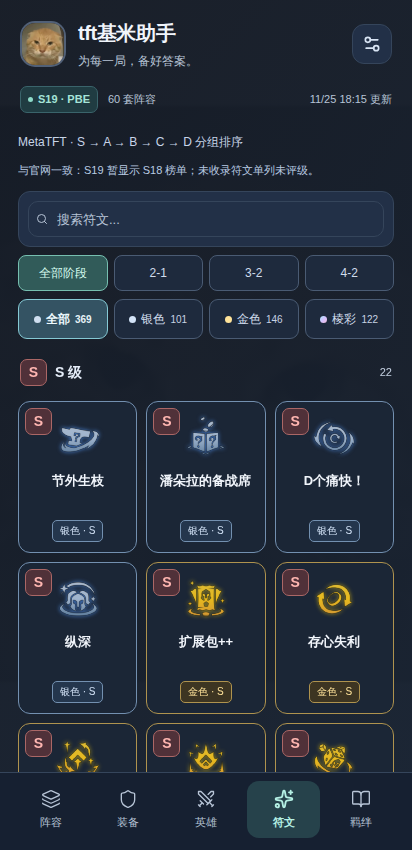 tft基米助手
为每一局，备好答案。
S19 · PBE 60 套阵容 11/25 18:15 更新
MetaTFT · S → A → B → C → D 分组排序
与官网一致：S19 暂显示 S18 榜单；未收录符文单列未评级。
搜索符文...
全部阶段 2-1 3-2 4-2
全部 369 银色 101 金色 146 棱彩 122
S S 级 22
S S S
节外生枝 潘朵拉的备战席 D个痛快！
银色 · S 银色 · S 银色 · S
S S S
纵深 扩展包++ 存心失利
银色 · S 金色 · S 金色 · S
S S S
阵容 装备 英雄 符文 羁绊